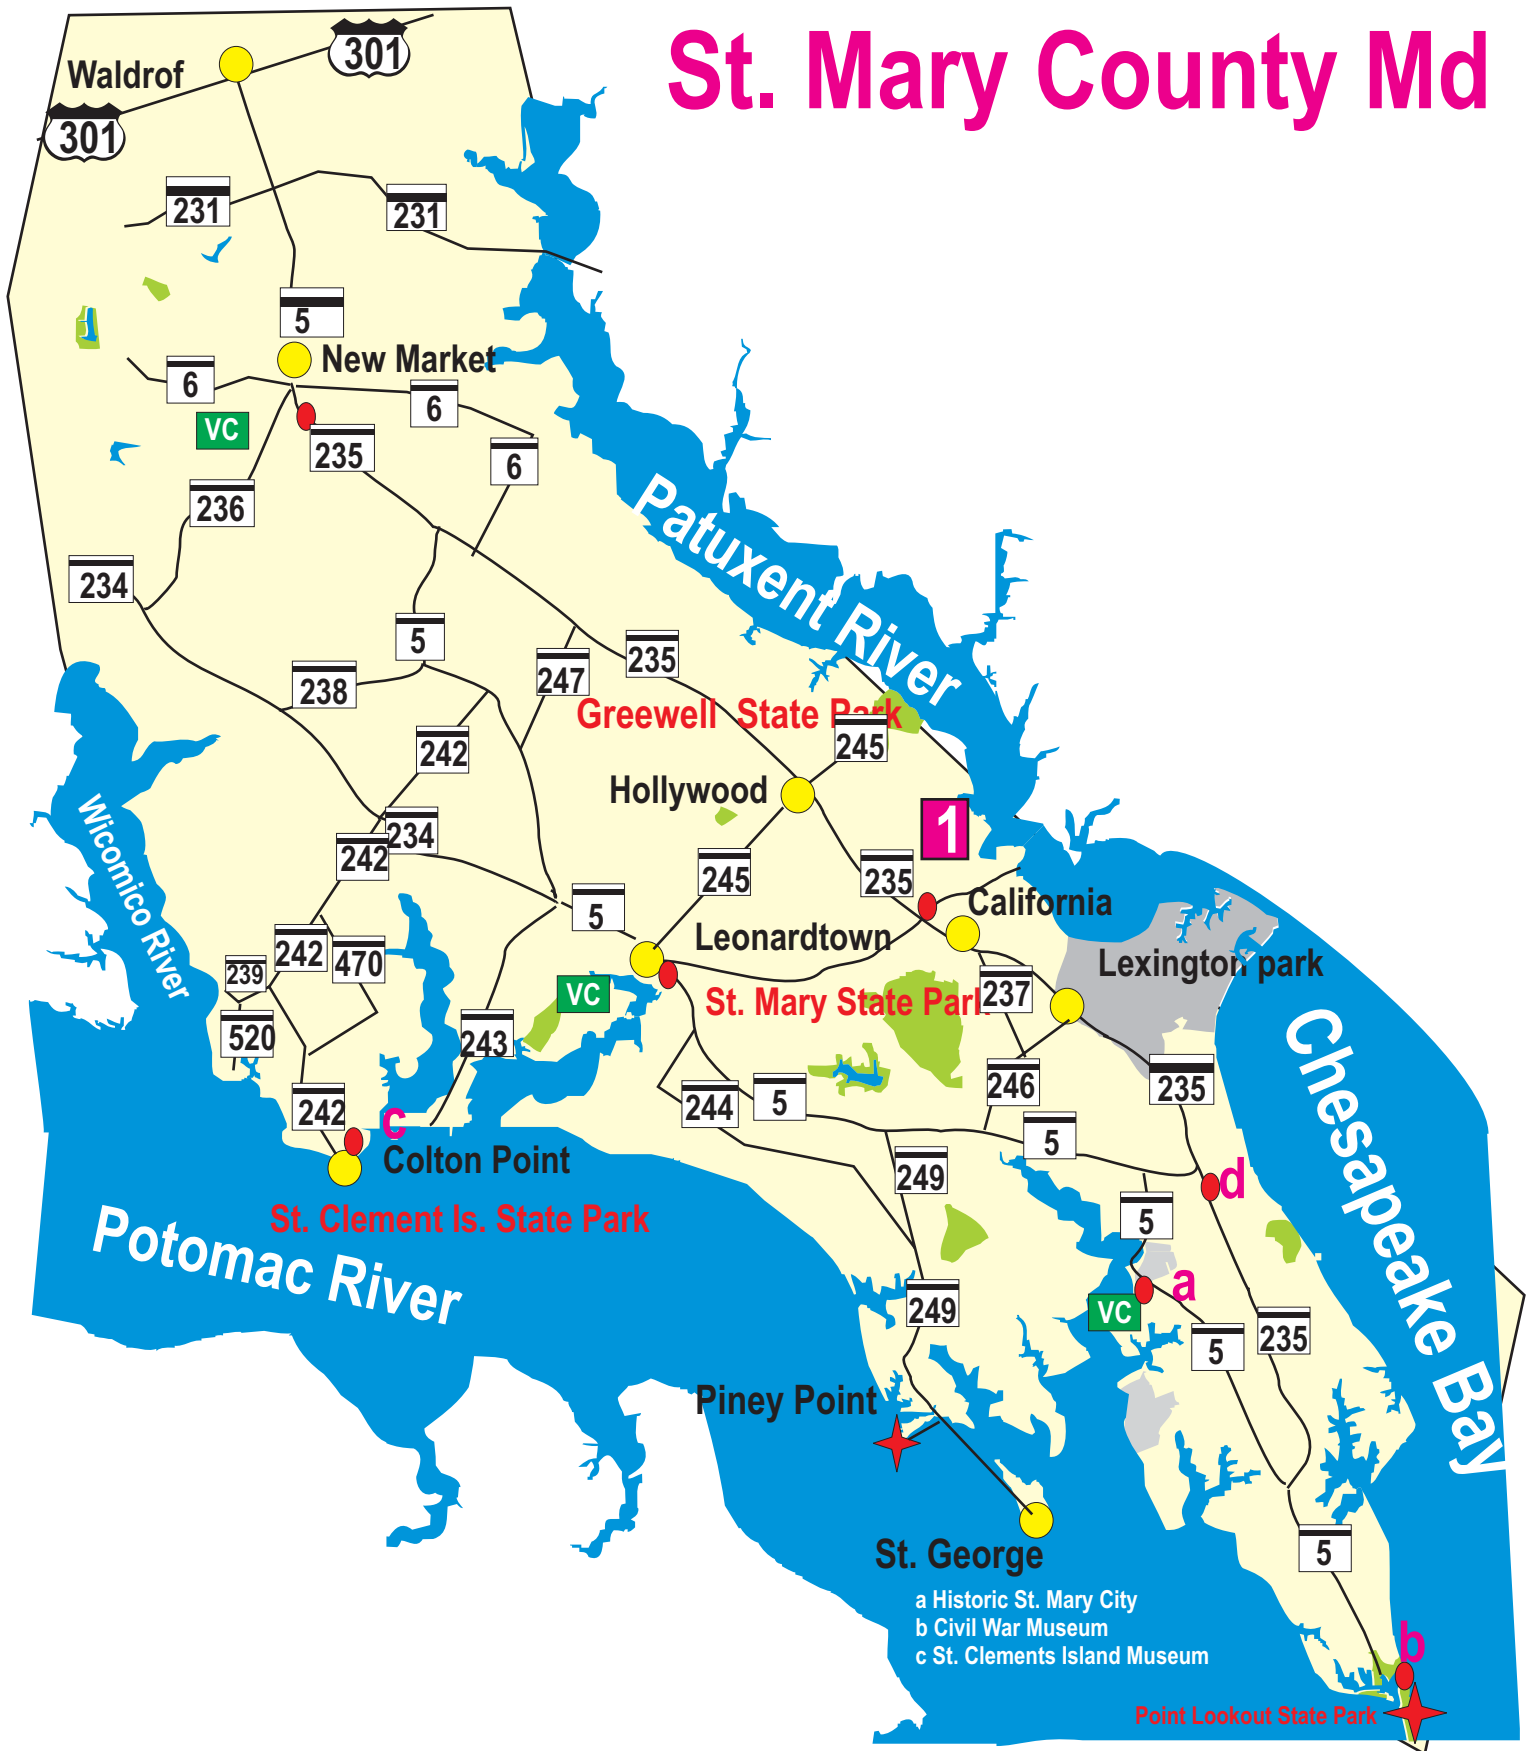 St. Mary County Md
301
Waldrof
301
231
231
5
New Market
6
6
VC
235
6
236
Patuxent River
234
5
235
238
247
Greewell State Park
242
245
Hollywood
1
Wicomico River
234
242
245
235
5
California
Leonardtown
242
470
Lexington park
239
VC
St. Mary State Park
237
520
243
Chesapeake Bay
242
c
244
5
246
235
5
Colton Point
249
d
St. Clement Is. State Park
5
Potomac River
a
249
VC
5
235
Piney Point
St. George
5
a Historic St. Mary City
b Civil War Museum
c St. Clements Island Museum
b
Point Lookout State Park